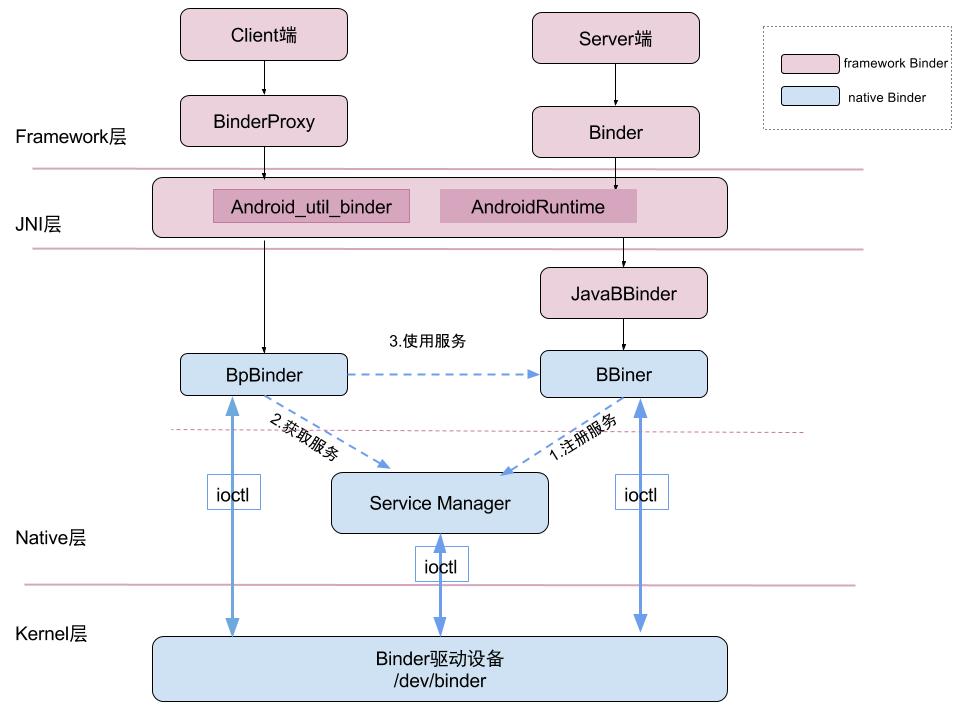 Client端
Server端
framework Binder
native Binder
BinderProxy
Binder
Framework层
Android_util_binder
AndroidRuntime
JNI层
JavaBBinder
3.使用服务
BpBinder
BBiner
2.获取服务
1.注册服务
ioctl
Service Manager
ioctl
Native层
ioctl
Kernel层
Binder驱动设备
/dev/binder